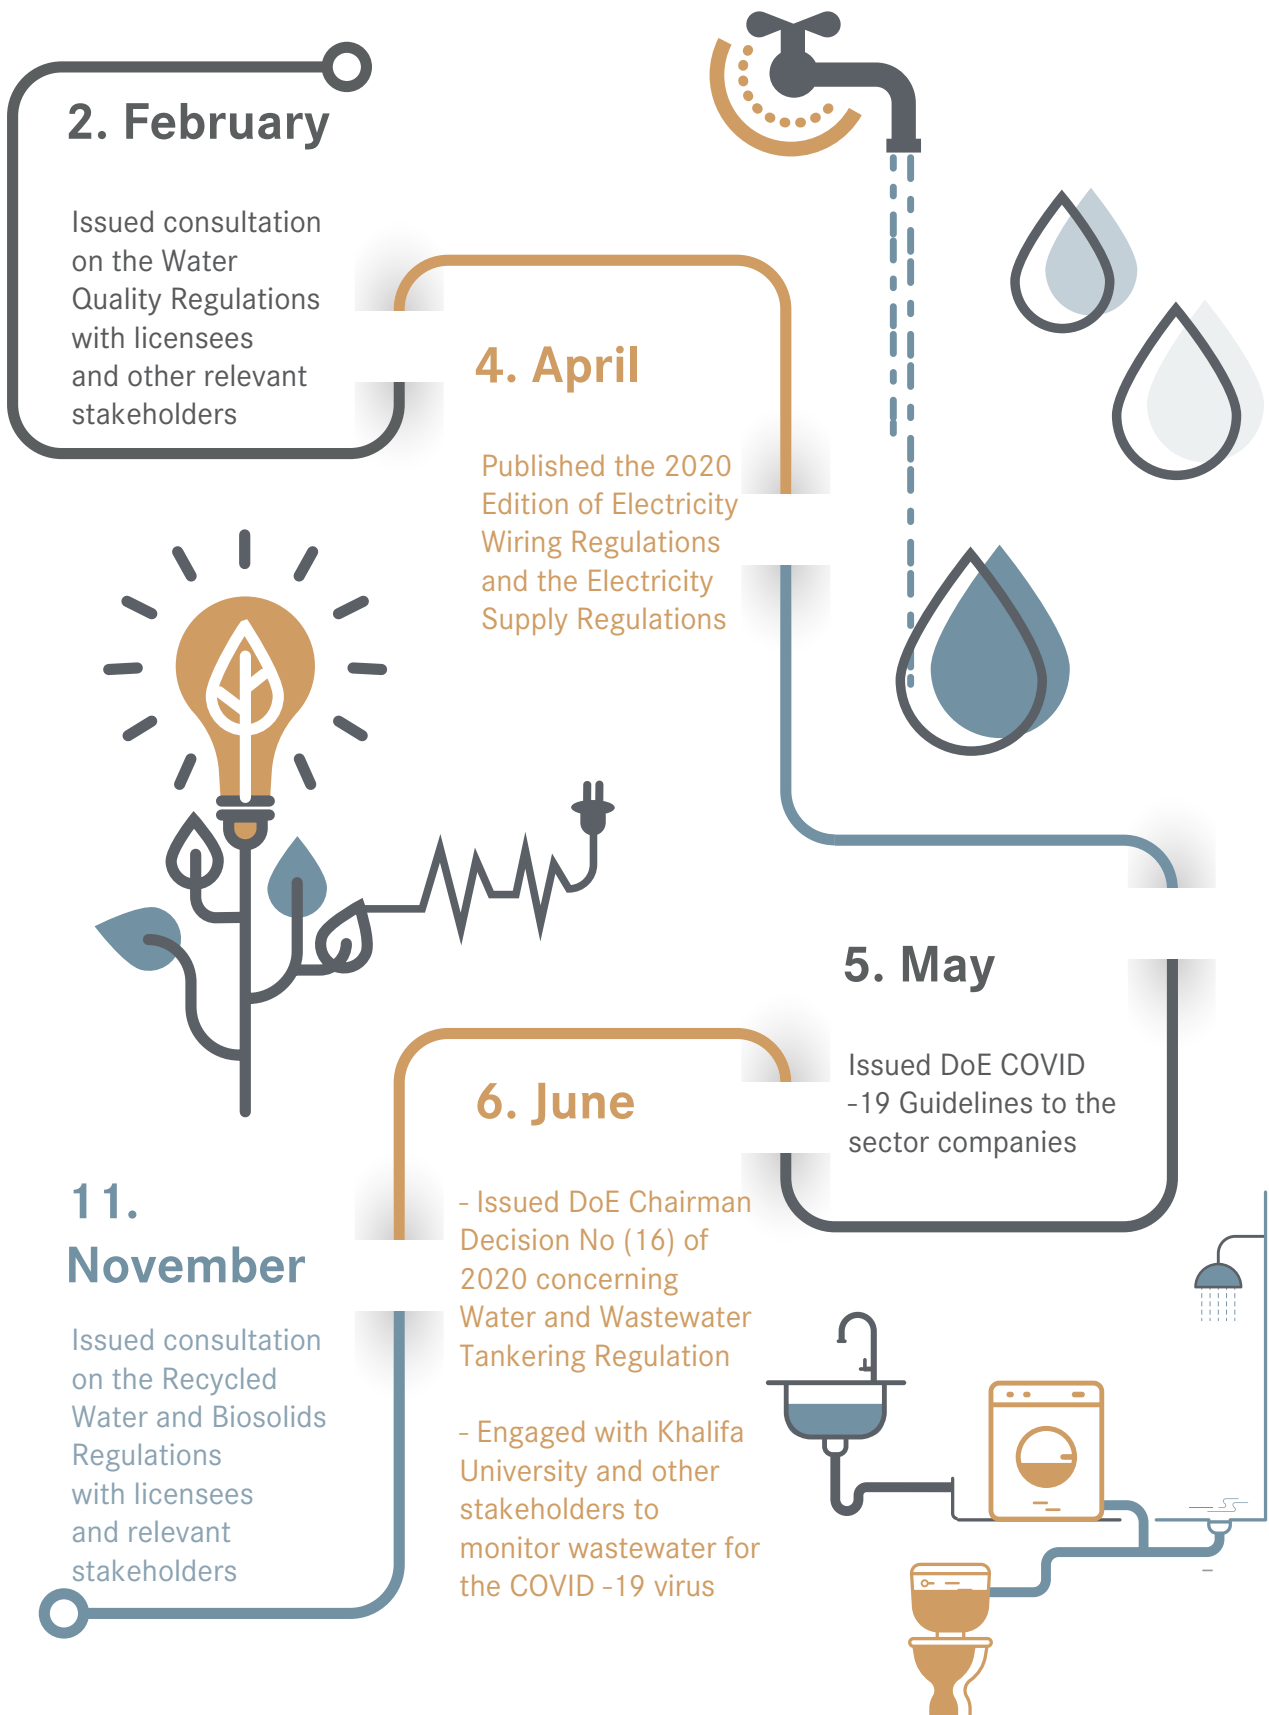 2. February
Issued consultation
on the Water
Quality Regulations
with licensees
and other relevant
stakeholders
4. April
Published the 2020
Edition of Electricity
Wiring Regulations
and the Electricity
Supply Regulations
5. May
Issued DoE COVID
-19 Guidelines to the
sector companies
6. June
- Issued DoE Chairman
Decision No (16) of
2020 concerning
Water and Wastewater
Tankering Regulation
- Engaged with Khalifa
University and other
stakeholders to
monitor wastewater for
the COVID -19 virus
11.
November
Issued consultation
on the Recycled
Water and Biosolids
Regulations
with licensees
and relevant
stakeholders